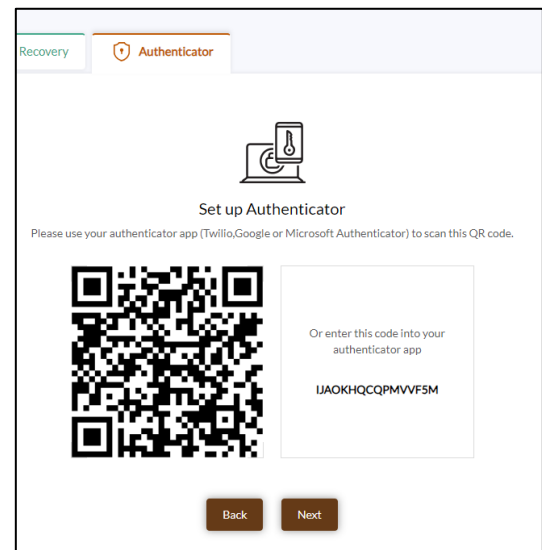 Recovery
Authenticator
Set up Authenticator
Please use your authenticator app (Twilio,Google or Microsoft Authenticator) to scan this QR code.
Or enter this code into your
authenticator app
IJAOKHQCQPMVVF5M
Back
Next